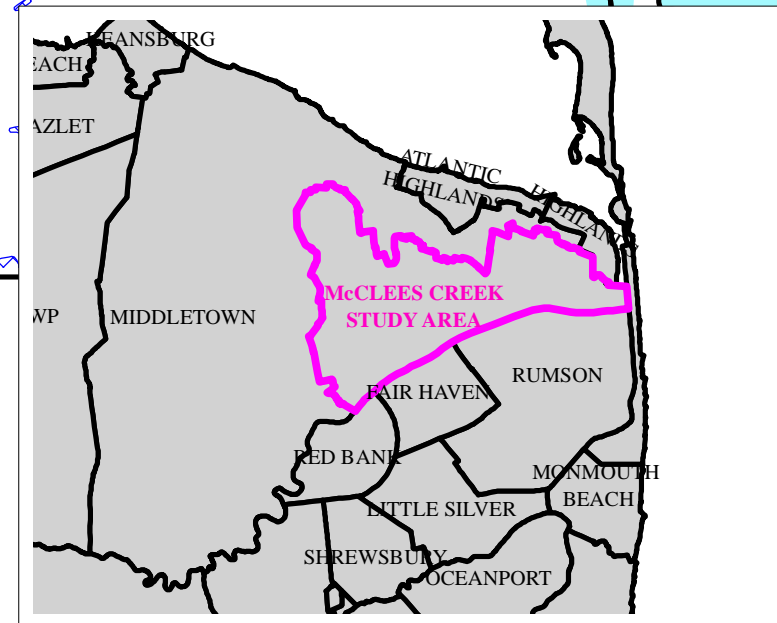 KEANSBURG
EACH
AZLET
ATLANTIC
HIGHLANDS
HIGHLANDS
McCLEES CREEK
STUDY AREA
WP
MIDDLETOWN
RUMSON
FAIR HAVEN
RED BANK
MONMOUTH
BEACH
LITTLE SILVER
SHREWSBURY
OCEANPORT